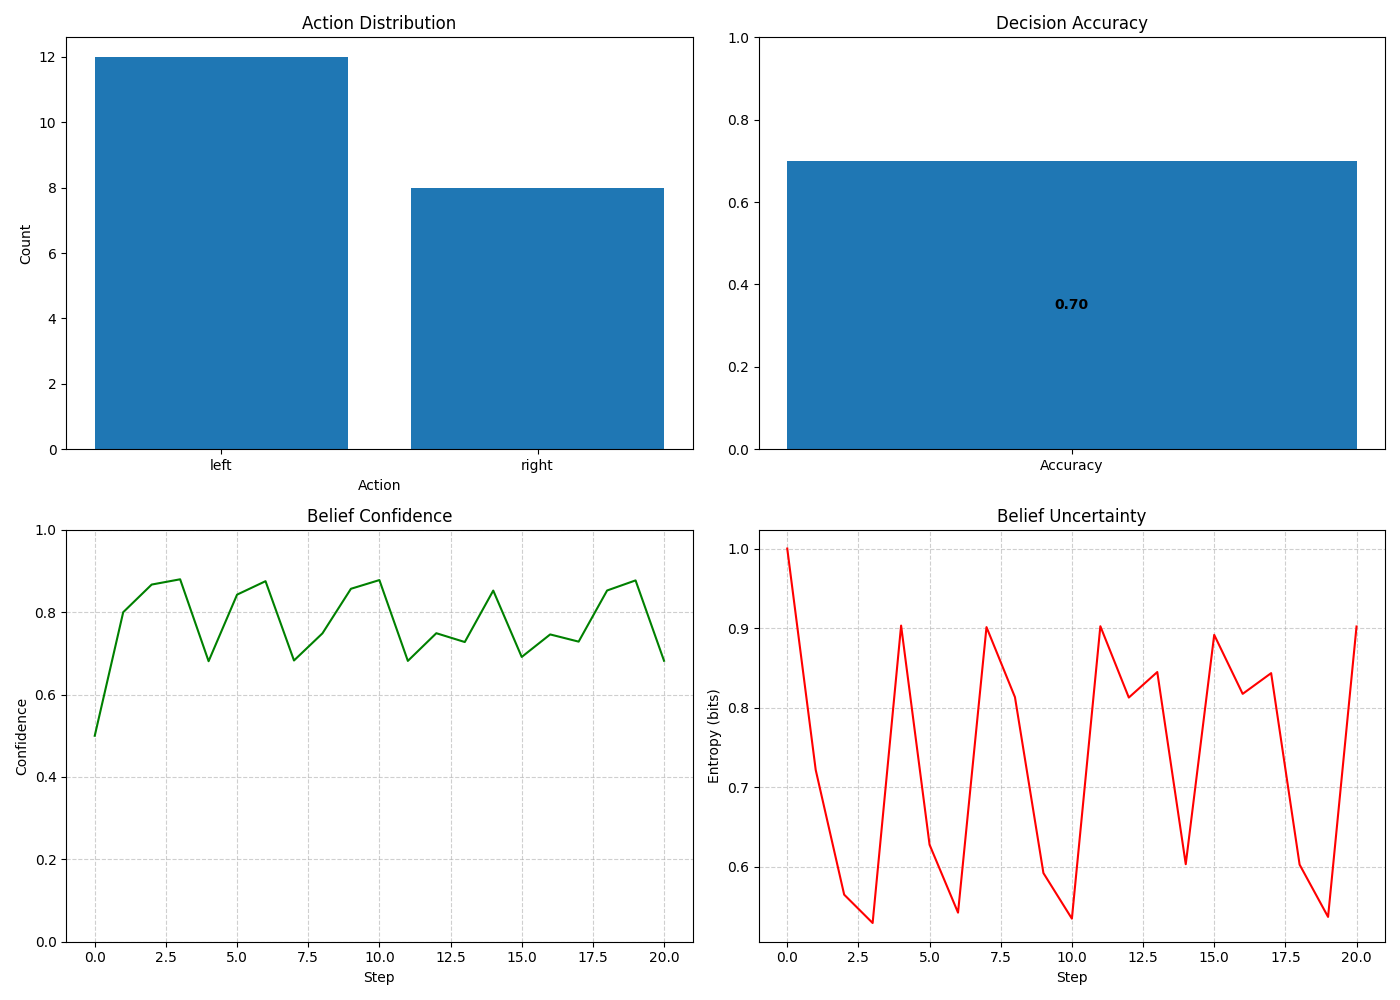 Action Distribution
Count
12
10
8
6
4
2
0
left
right
Action
Decision Accuracy
1.0
0.8
0.6
0.4
0.2
0.0
0.70
Accuracy
Belief Confidence
Confidence
1.0
0.8
0.6
0.4
0.2
0.0
0.0 2.5 5.0 7.5 10.0 12.5 15.0 17.5 20.0
Step
Belief Uncertainty
Entropy (bits)
1.0
0.9
0.8
0.7
0.6
0.0 2.5 5.0 7.5 10.0 12.5 15.0 17.5 20.0
Step